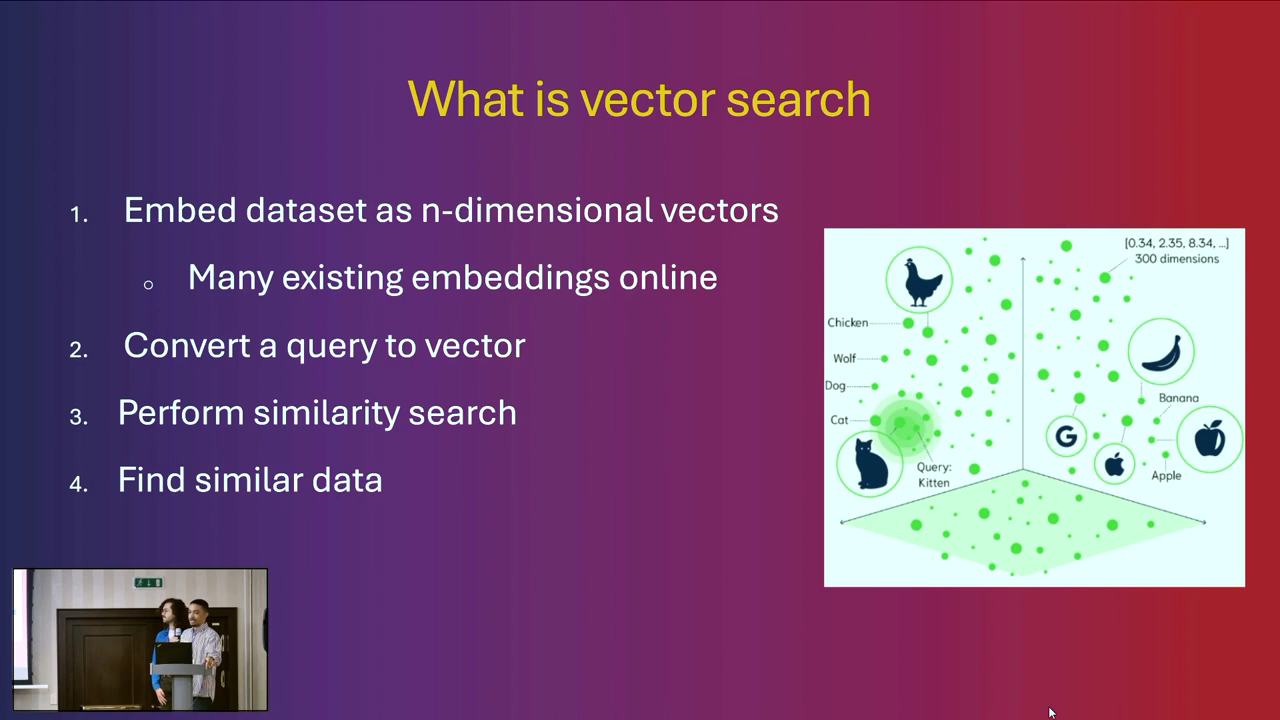 What is vector search
1. Embed dataset as n-dimensional vectors
o Many existing embeddings online
2. Convert a query to vector
3. Perform similarity search
4. Find similar data
[0.34, 2.35, 8.34, ...]
300 dimensions
Chicken
Wolf
Dog
Cat
Query:
Kitten
G
Banana
Apple